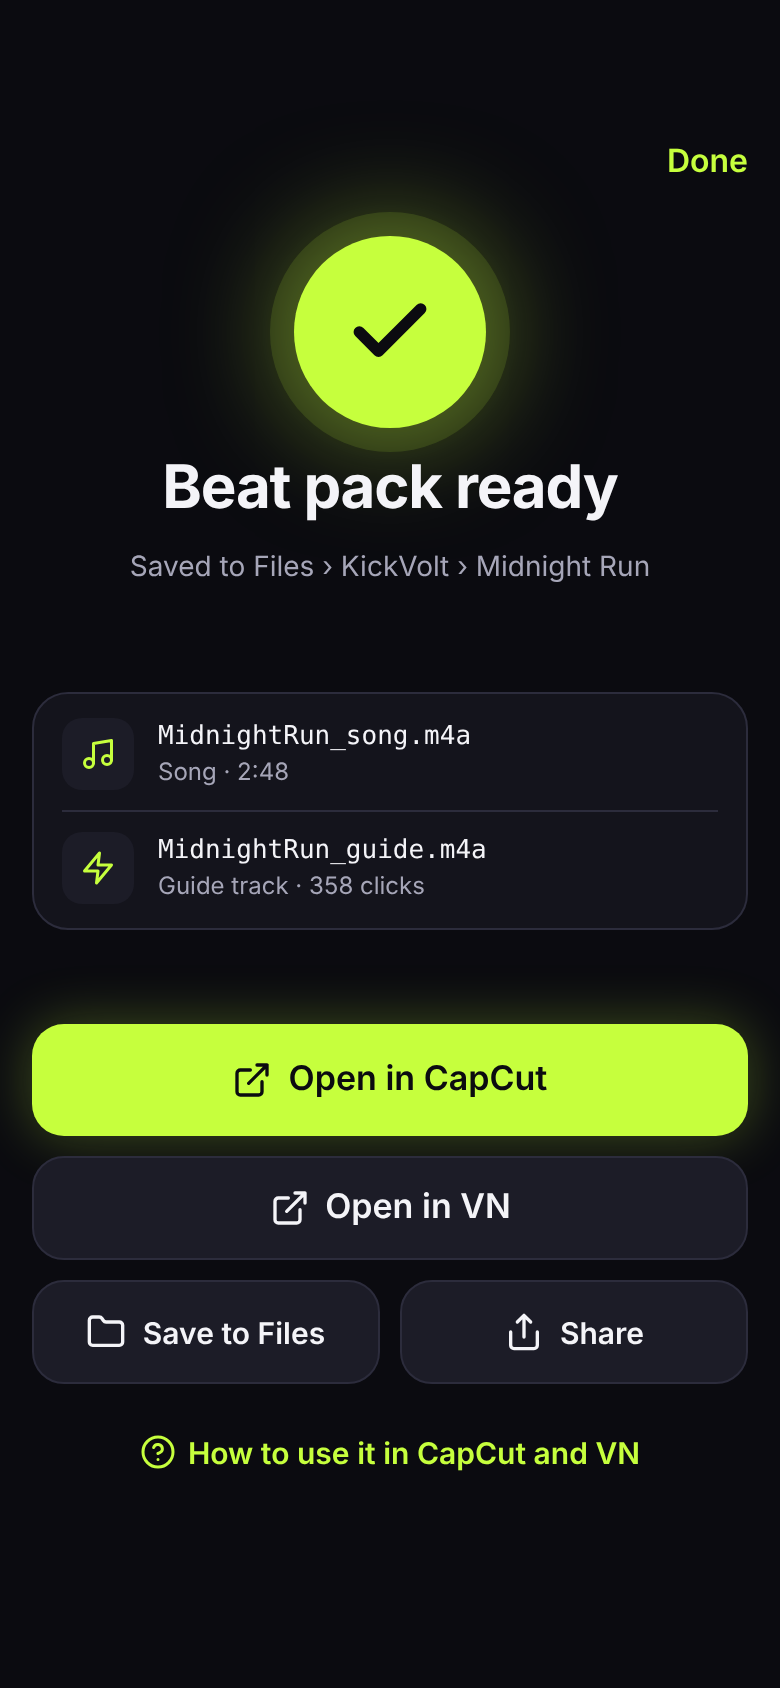 Done
Beat pack ready
Saved to Files › KickVolt › Midnight Run
MidnightRun_song.m4a
Song · 2:48
MidnightRun_guide.m4a
Guide track · 358 clicks
Open in CapCut
Open in VN
Save to Files
Share
How to use it in CapCut and VN